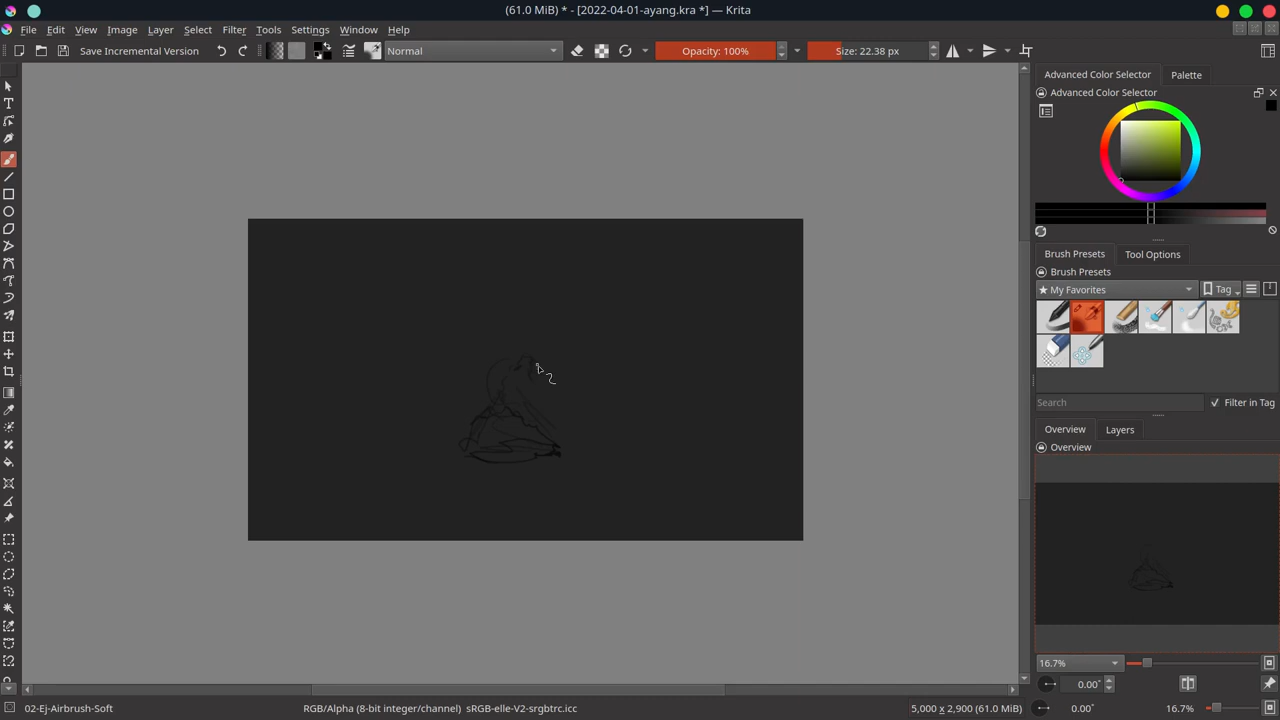 (61.0 MiB) * - [2022-04-01-ayang.kra *] — Krita
File Edit View Image Filter Layer Select Tools Settings Window Help
Save Incremental Version Normal Opacity: 100% Size: 22.38 px
Advanced Color Selector Palette
Advanced Color Selector
Brush Presets Tool Options
Brush Presets
★ My Favorites Tag
Search Filter in Tag
Overview Layers
Overview
16.7%
0.00°
02-Ej-Airbrush-Soft RGB/Alpha (8-bit integer/channel) sRGB-elle-V2-srgbtrc.icc 5,000 x 2,900 (61.0 MiB) 0.00° 16.7%